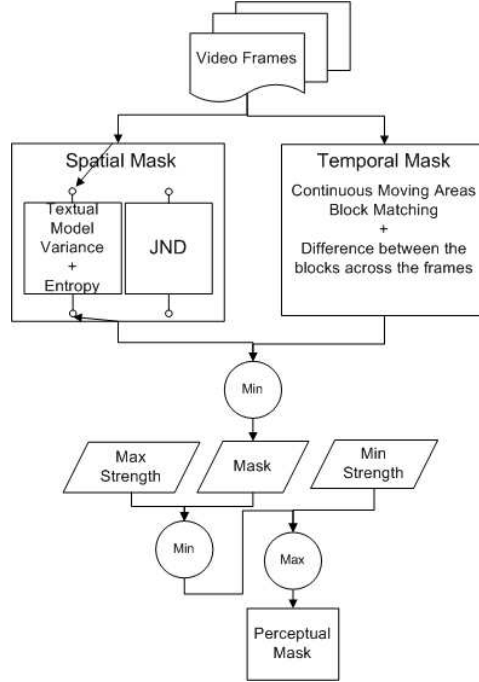 Video Frames
Spatial Mask
Textual
Model
Variance
+
Entropy
JND
Temporal Mask
Continuous Moving Areas
Block Matching
+
Difference between the
blocks across the frames
Min
Max
Strength
Mask
Min
Strength
Min
Max
Perceptual
Mask